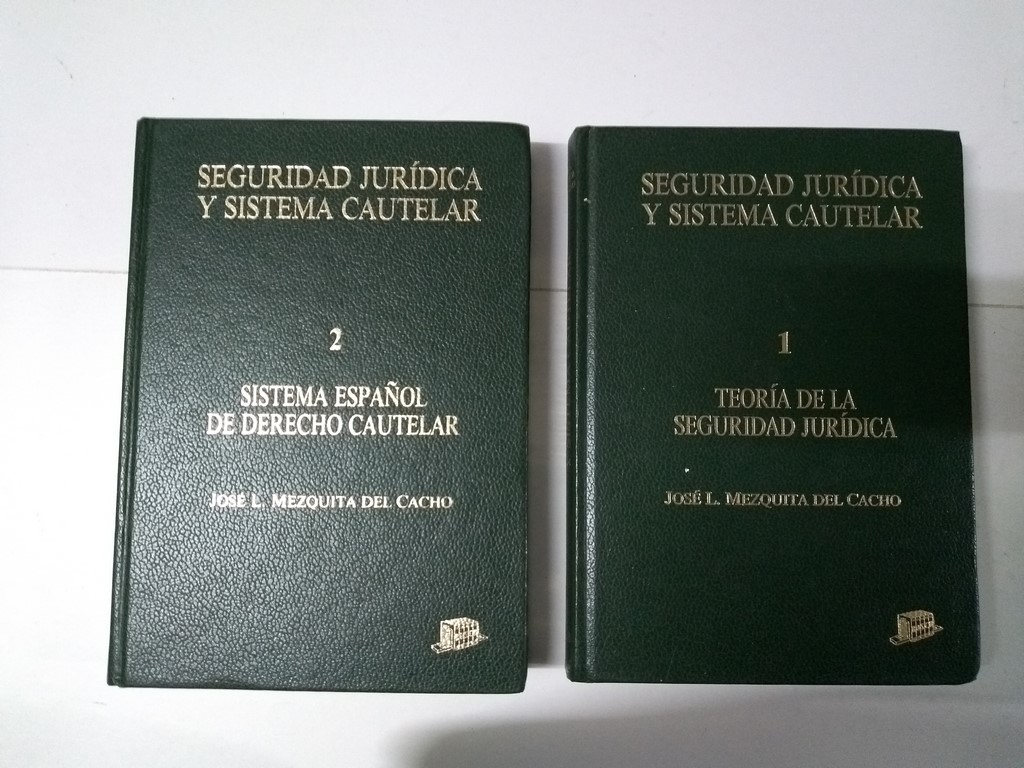 SEGURIDAD JURÍDICA
Y SISTEMA CAUTELAR
2
SISTEMA ESPAÑOL
DE DERECHO CAUTELAR
JOSÉ L. MEZQUITA DEL CACHO
SEGURIDAD JURÍDICA
Y SISTEMA CAUTELAR
1
TEORÍA DE LA
SEGURIDAD JURÍDICA
JOSÉ L. MEZQUITA DEL CACHO